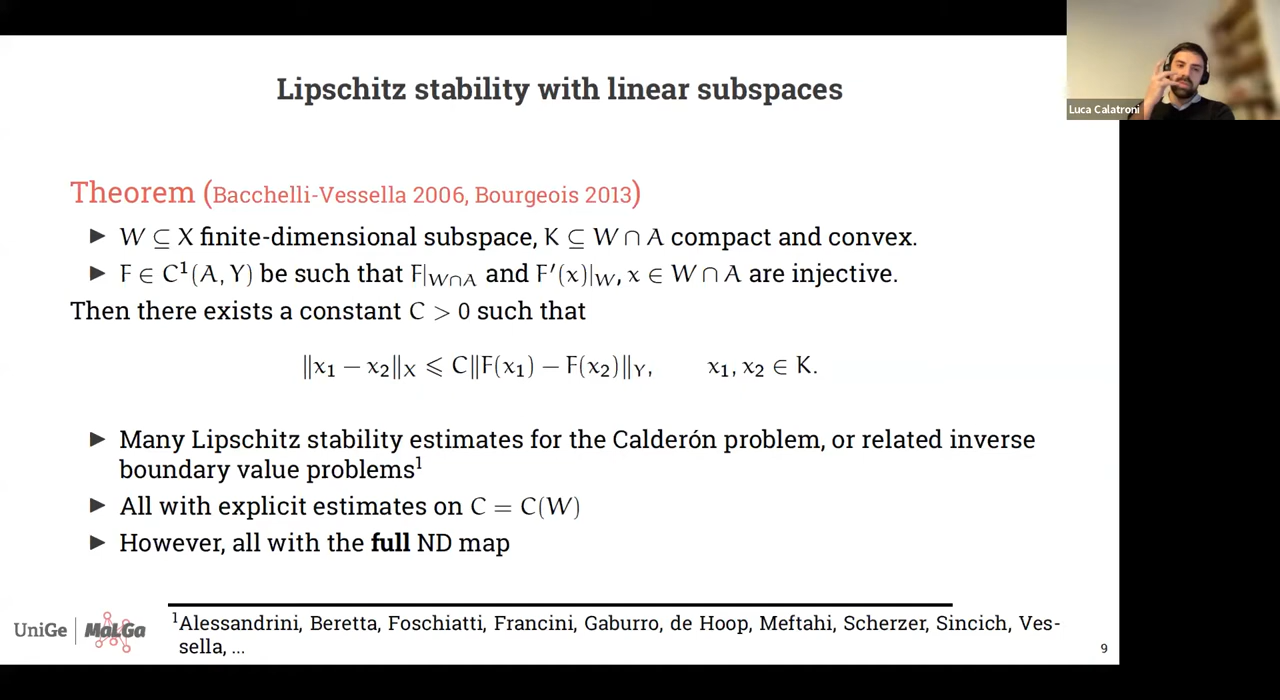 Lipschitz stability with linear subspaces
Luca Calatroni
Theorem (Bacchelli-Vessella 2006, Bourgeois 2013)
▶ W ⊆ X finite-dimensional subspace, K ⊆ W ∩ A compact and convex.
▶ F ∈ C¹(A, Y) be such that F|_{W∩A} and F′(x)|_W, x ∈ W ∩ A are injective.
Then there exists a constant C > 0 such that
‖x₁ − x₂‖_X ⩽ C‖F(x₁) − F(x₂)‖_Y, x₁, x₂ ∈ K.
▶ Many Lipschitz stability estimates for the Calderón problem, or related inverse
boundary value problems¹
▶ All with explicit estimates on C = C(W)
▶ However, all with the full ND map
¹Alessandrini, Beretta, Foschiatti, Francini, Gaburro, de Hoop, Meftahi, Scherzer, Sincich, Ves-
sella, ...
UniGe | MaLGa
9